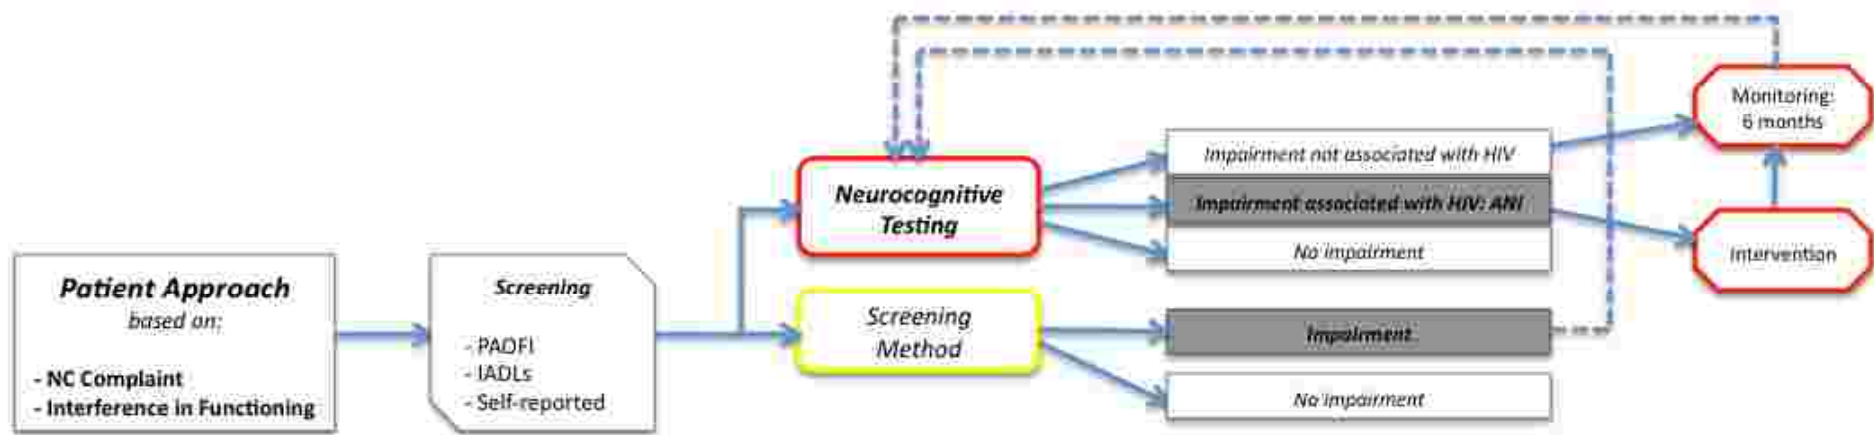 Patient Approach
based on:
- NC Complaint
- Interference in Functioning
Screening
- PAOFI
- IADLs
- Self-reported
Neurocognitive
Testing
Screening
Method
Impairment not associated with HIV
Impairment associated with HIV: ANI
No impairment
Impairment
No impairment
Monitoring:
6 months
Intervention